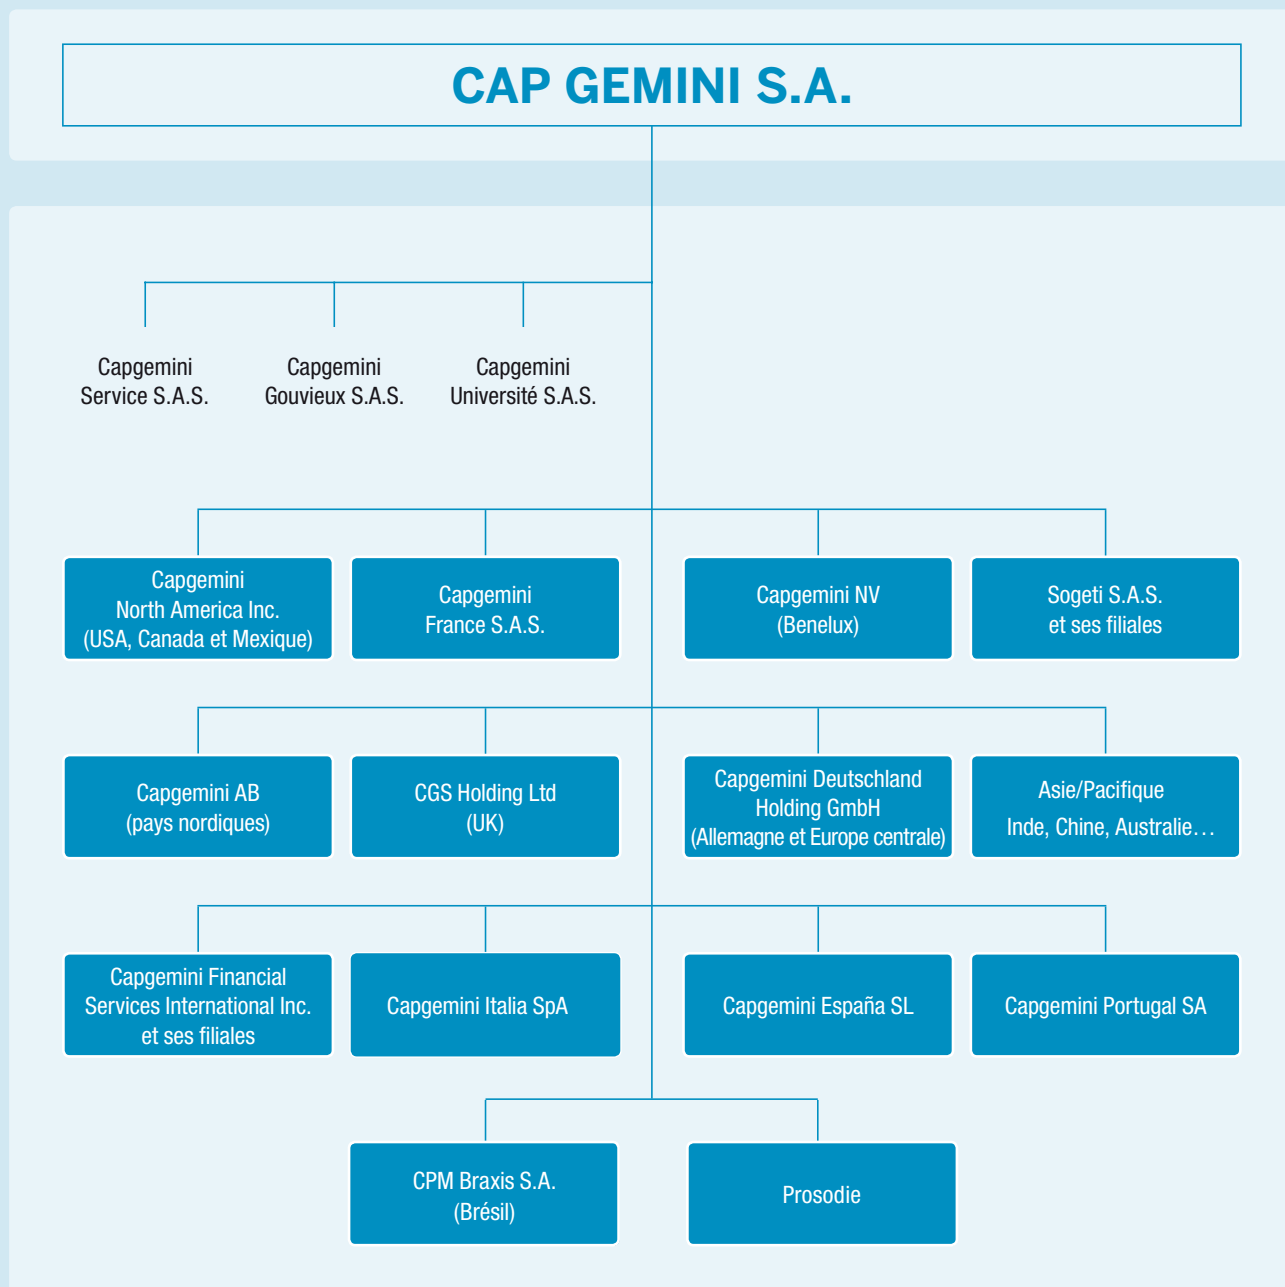 CAP GEMINI S.A.
Capgemini
Service S.A.S.
Capgemini
Gouvieux S.A.S.
Capgemini
Université S.A.S.
Capgemini
North America Inc.
(USA, Canada et Mexique)
Capgemini
France S.A.S.
Capgemini NV
(Benelux)
Sogeti S.A.S.
et ses filiales
Capgemini AB
(pays nordiques)
CGS Holding Ltd
(UK)
Capgemini Deutschland
Holding GmbH
(Allemagne et Europe centrale)
Asie/Pacifique
Inde, Chine, Australie…
Capgemini Financial
Services International Inc.
et ses filiales
Capgemini Italia SpA
Capgemini España SL
Capgemini Portugal SA
CPM Braxis S.A.
(Brésil)
Prosodie